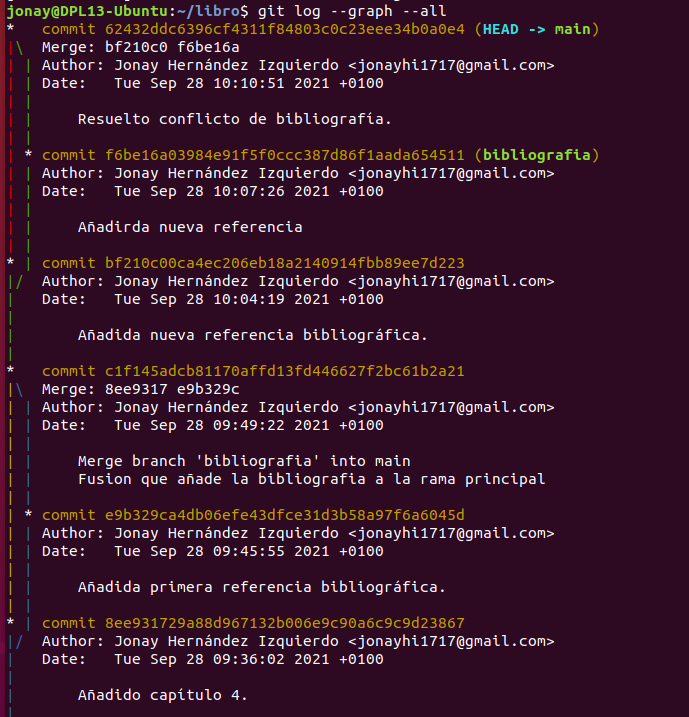 jonay@DPL13-Ubuntu:~/libro$ git log --graph --all
*   commit 62432ddc6396cf4311f84803c0c23eee34b0a0e4 (HEAD -> main)
|\  Merge: bf210c0 f6be16a
| | Author: Jonay Hernández Izquierdo <jonayhi1717@gmail.com>
| | Date:   Tue Sep 28 10:10:51 2021 +0100
| |
| |     Resuelto conflicto de bibliografía.
| |
| * commit f6be16a03984e91f5f0ccc387d86f1aada654511 (bibliografia)
| | Author: Jonay Hernández Izquierdo <jonayhi1717@gmail.com>
| | Date:   Tue Sep 28 10:07:26 2021 +0100
| |
| |     Añadirda nueva referencia
| |
* | commit bf210c00ca4ec206eb18a2140914fbb89ee7d223
|/  Author: Jonay Hernández Izquierdo <jonayhi1717@gmail.com>
|   Date:   Tue Sep 28 10:04:19 2021 +0100
|
|       Añadida nueva referencia bibliográfica.
|
*   commit c1f145adcb81170affd13fd446627f2bc61b2a21
|\  Merge: 8ee9317 e9b329c
| | Author: Jonay Hernández Izquierdo <jonayhi1717@gmail.com>
| | Date:   Tue Sep 28 09:49:22 2021 +0100
| |
| |     Merge branch 'bibliografia' into main
| |     Fusion que añade la bibliografia a la rama principal
| |
| * commit e9b329ca4db06efe43dfce31d3b58a97f6a6045d
| | Author: Jonay Hernández Izquierdo <jonayhi1717@gmail.com>
| | Date:   Tue Sep 28 09:45:55 2021 +0100
| |
| |     Añadida primera referencia bibliográfica.
| |
* | commit 8ee931729a88d967132b006e9c90a6c9c9d23867
|/  Author: Jonay Hernández Izquierdo <jonayhi1717@gmail.com>
|   Date:   Tue Sep 28 09:36:02 2021 +0100
|
|       Añadido capítulo 4.
|